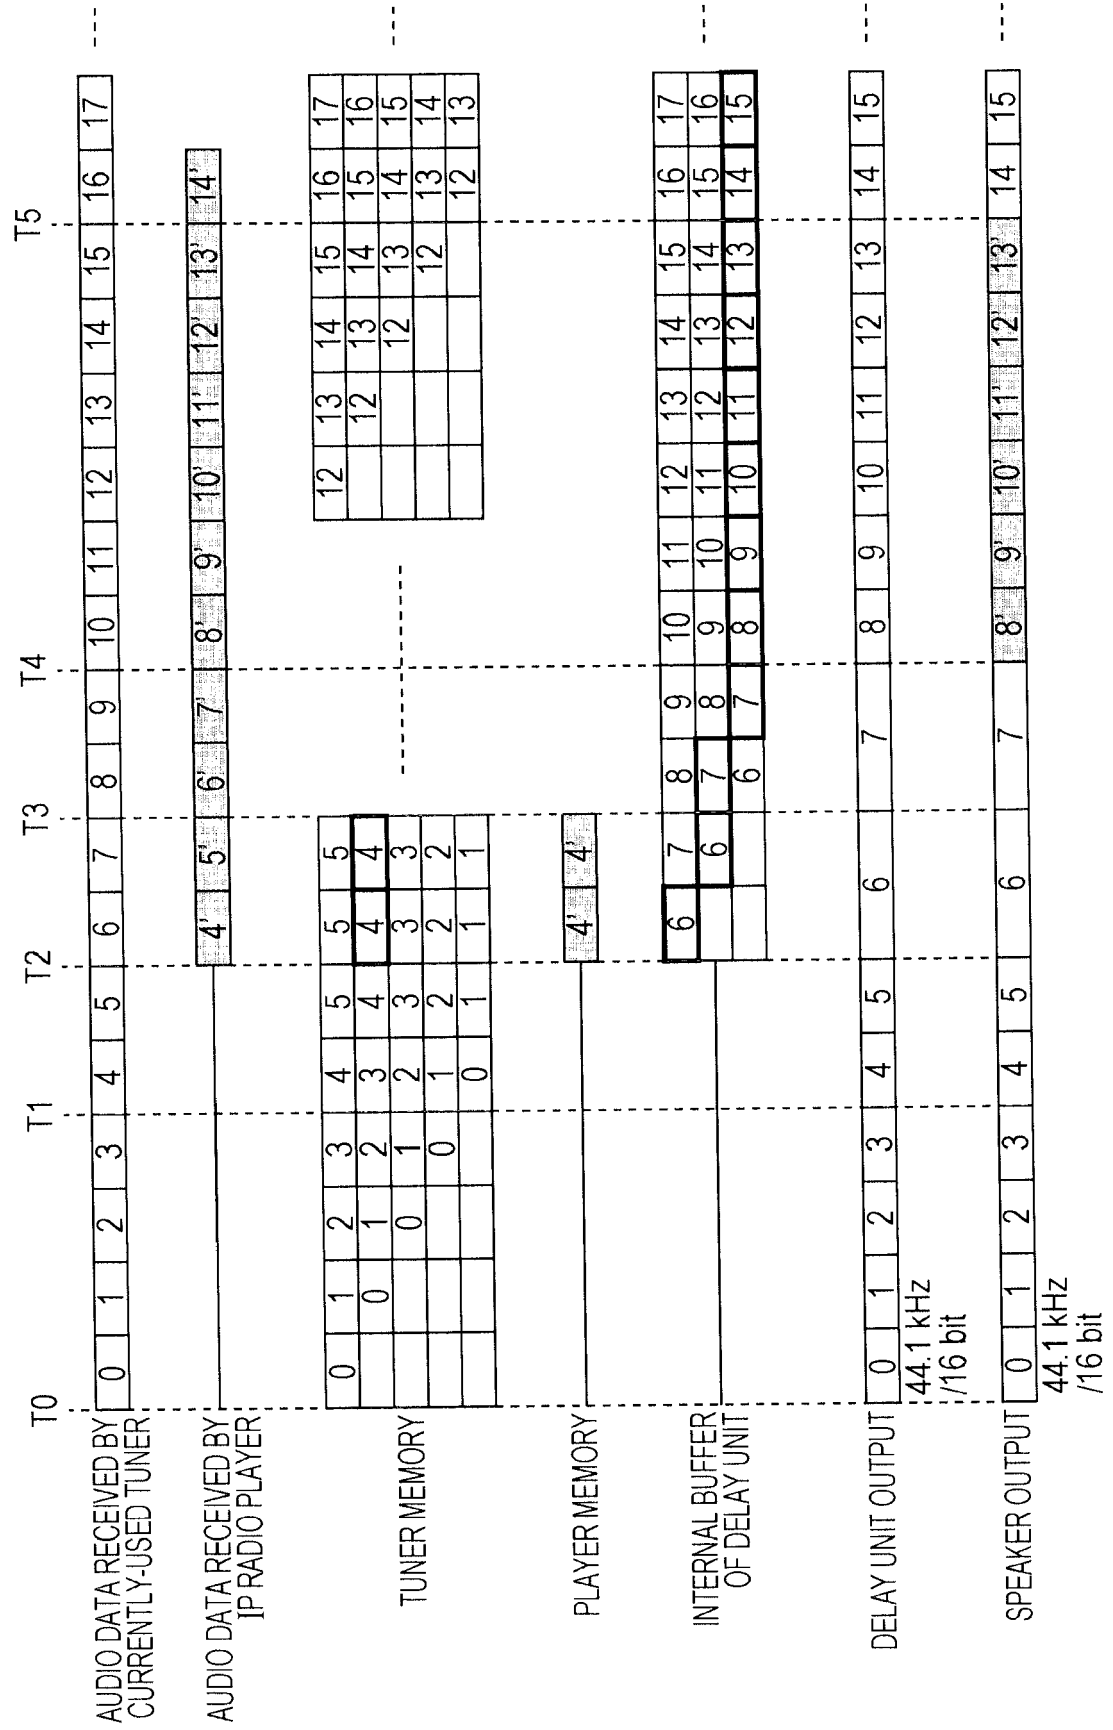 T0 T1 T2 T3 T4 T5
AUDIO DATA RECEIVED BY
CURRENTLY-USED TUNER
0 1 2 3 4 5 6 7 8 9 10 11 12 13 14 15 16 17
AUDIO DATA RECEIVED BY
IP RADIO PLAYER
4' 5' 6' 7' 8' 9' 10' 11' 12' 13' 14'
TUNER MEMORY
0 1 2 3 4 5 5 5 12 13 14 15 16 17
0 1 2 3 4 4 4 12 13 14 15 16
0 1 2 3 3 3 12 13 14 15
0 1 2 2 2 12 13 14
0 1 1 1 12 13
PLAYER MEMORY
4' 4'
INTERNAL BUFFER
OF DELAY UNIT
6 7 8 9 10 11 12 13 14 15 16 17
6 7 8 9 10 11 12 13 14 15 16
6 7 8 9 10 11 12 13 14 15
DELAY UNIT OUTPUT
0 1 2 3 4 5 6 7 8 9 10 11 12 13 14 15
44.1 kHz
/16 bit
SPEAKER OUTPUT
0 1 2 3 4 5 6 7 8' 9' 10' 11' 12' 13' 14 15
44.1 kHz
/16 bit